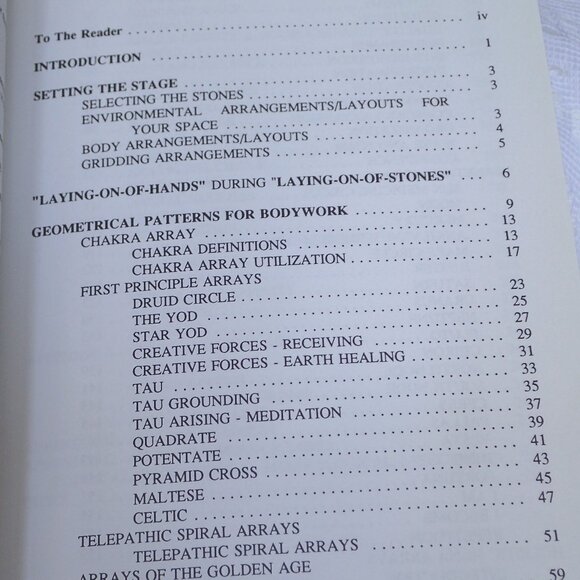 To The Reader . . . . . . . . . . . . . . . . . . . . . . . . . . . . . . iv
INTRODUCTION . . . . . . . . . . . . . . . . . . . . . . . . . . . . 1
SETTING THE STAGE . . . . . . . . . . . . . . . . . . . . . . . . 3
SELECTING THE STONES . . . . . . . . . . . . . . . . . . . 3
ENVIRONMENTAL ARRANGEMENTS/LAYOUTS FOR
YOUR SPACE . . . . . . . . . . . . . . . . . . . . . . . 3
BODY ARRANGEMENTS/LAYOUTS . . . . . . . . . . . . . . 4
GRIDDING ARRANGEMENTS . . . . . . . . . . . . . . . . . 5
"LAYING-ON-OF-HANDS" DURING "LAYING-ON-OF-STONES" . . . 6
GEOMETRICAL PATTERNS FOR BODYWORK . . . . . . . . . . . 9
CHAKRA ARRAY . . . . . . . . . . . . . . . . . . . . . . . 13
CHAKRA DEFINITIONS . . . . . . . . . . . . . . . . . 13
CHAKRA ARRAY UTILIZATION . . . . . . . . . . . . . 17
FIRST PRINCIPLE ARRAYS
DRUID CIRCLE . . . . . . . . . . . . . . . . . . . . . 23
THE YOD . . . . . . . . . . . . . . . . . . . . . . . . 25
STAR YOD . . . . . . . . . . . . . . . . . . . . . . . 27
CREATIVE FORCES - RECEIVING . . . . . . . . . . . 29
CREATIVE FORCES - EARTH HEALING . . . . . . . . 31
TAU . . . . . . . . . . . . . . . . . . . . . . . . . . . 33
TAU GROUNDING . . . . . . . . . . . . . . . . . . . 35
TAU ARISING - MEDITATION . . . . . . . . . . . . . 37
QUADRATE . . . . . . . . . . . . . . . . . . . . . . 39
POTENTATE . . . . . . . . . . . . . . . . . . . . . . 41
PYRAMID CROSS . . . . . . . . . . . . . . . . . . . 43
MALTESE . . . . . . . . . . . . . . . . . . . . . . . 45
CELTIC . . . . . . . . . . . . . . . . . . . . . . . . 47
TELEPATHIC SPIRAL ARRAYS
TELEPATHIC SPIRAL ARRAYS . . . . . . . . . . . . 51
ARRAYS OF THE GOLDEN AGE 59